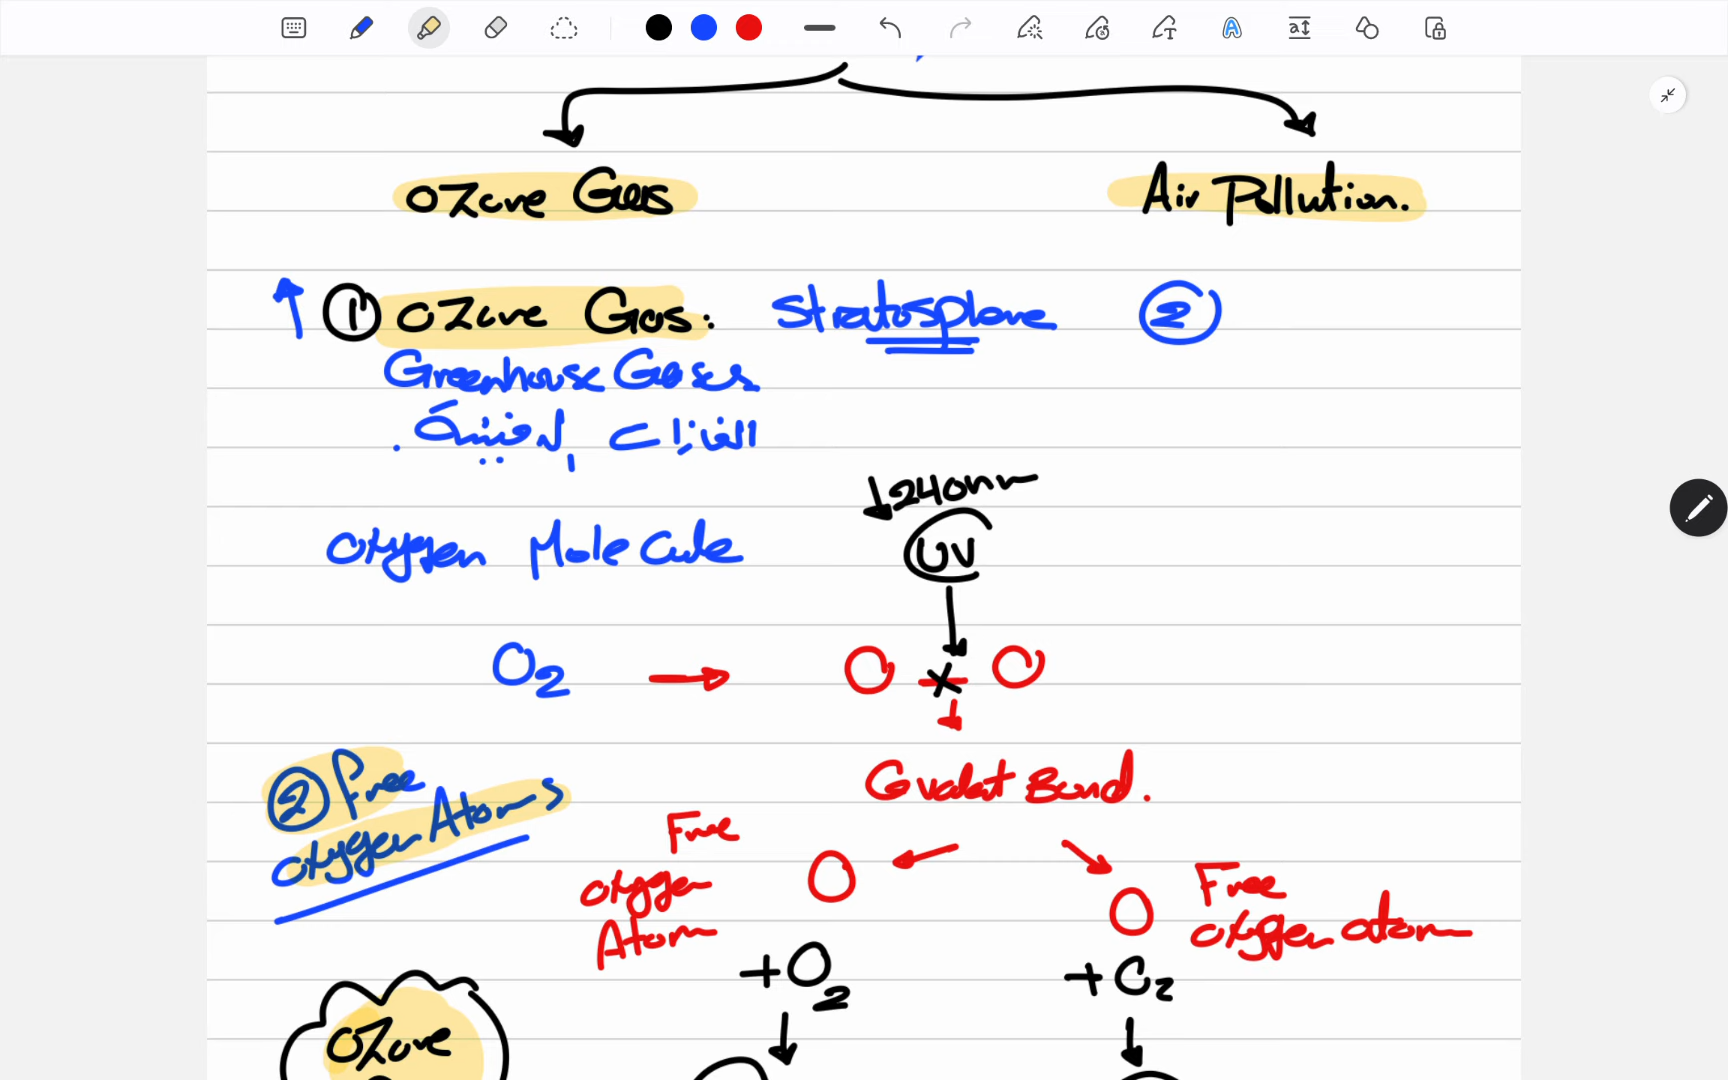 Ozone Gas
Air Pollution.
↑ ① Ozone Gas: Stratosphere ②
Greenhouse Gases
الغازات الدفيئة.
↓240nm
UV
Oxygen Molecule
O2 → O O
Covalent Bond.
② Free
Oxygen Atoms
Free
Oxygen
Atom
O
O
Free
oxygen atom
+O2
+O2
Ozone